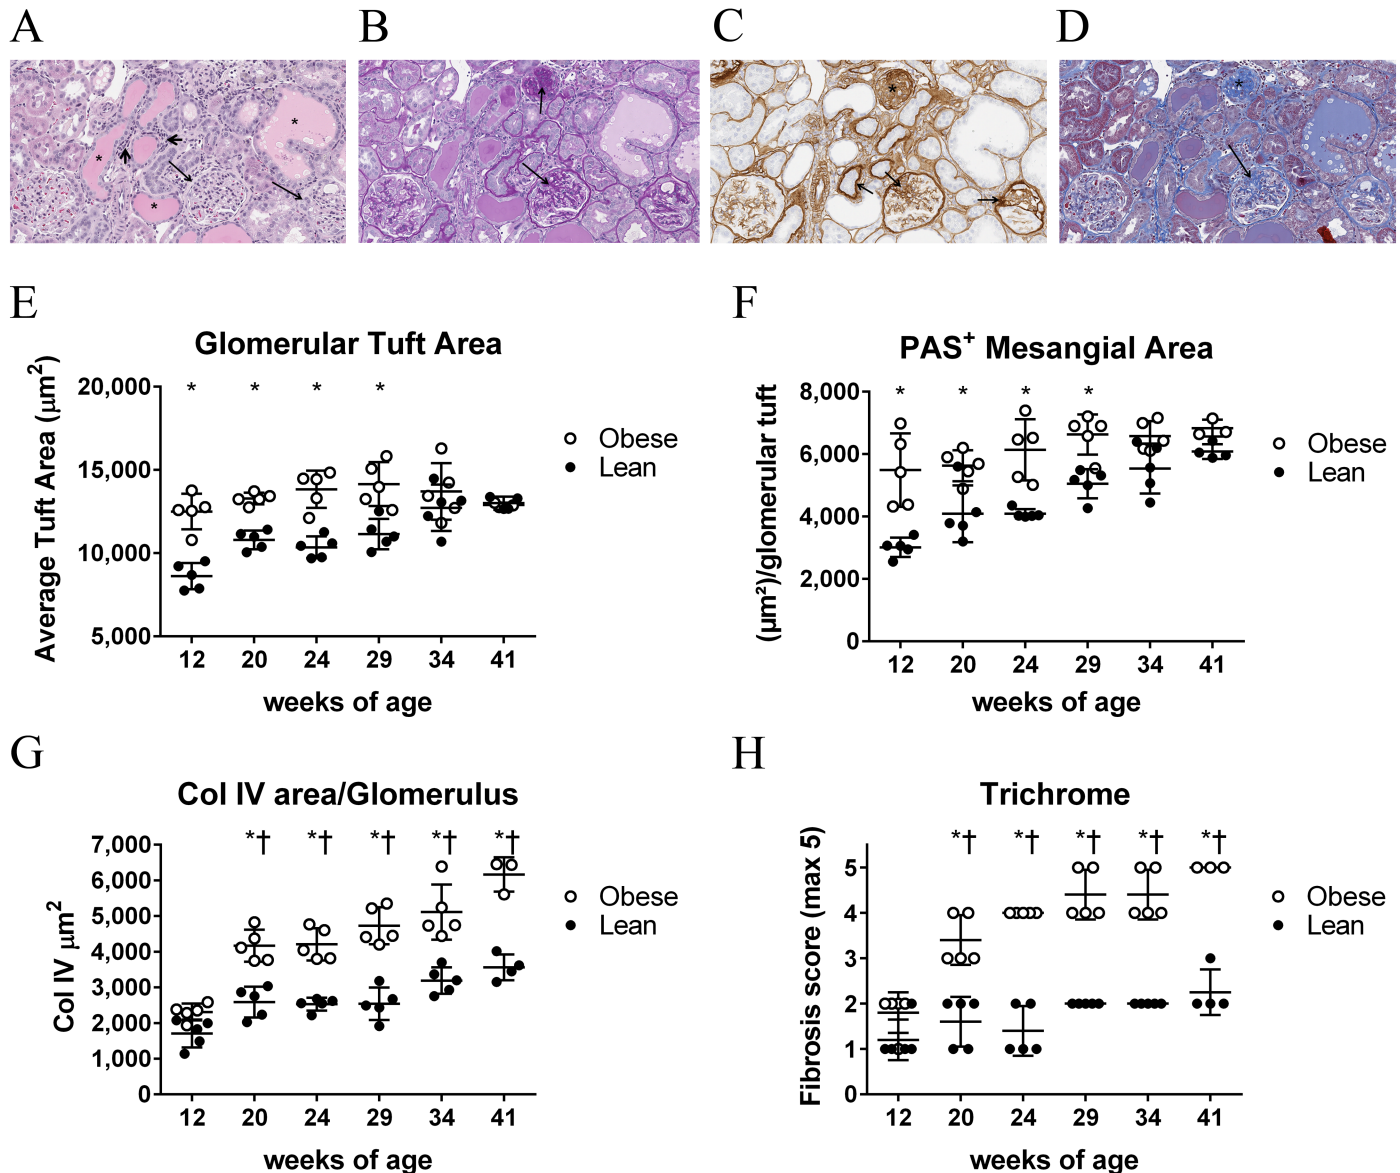 A B C D
* * *
*
*
E
Glomerular Tuft Area
Average Tuft Area (μm²)
20,000
15,000
10,000
5,000
* * * *
12 20 24 29 34 41
weeks of age
Obese
Lean
F
PAS⁺ Mesangial Area
(μm²)/glomerular tuft
8,000
6,000
4,000
2,000
0
* * * *
12 20 24 29 34 41
weeks of age
Obese
Lean
G
Col IV area/Glomerulus
Col IV μm²
7,000
6,000
5,000
4,000
3,000
2,000
1,000
0
*† *† *† *† *†
12 20 24 29 34 41
weeks of age
Obese
Lean
H
Trichrome
Fibrosis score (max 5)
5
4
3
2
1
0
*† *† *† *† *†
12 20 24 29 34 41
weeks of age
Obese
Lean